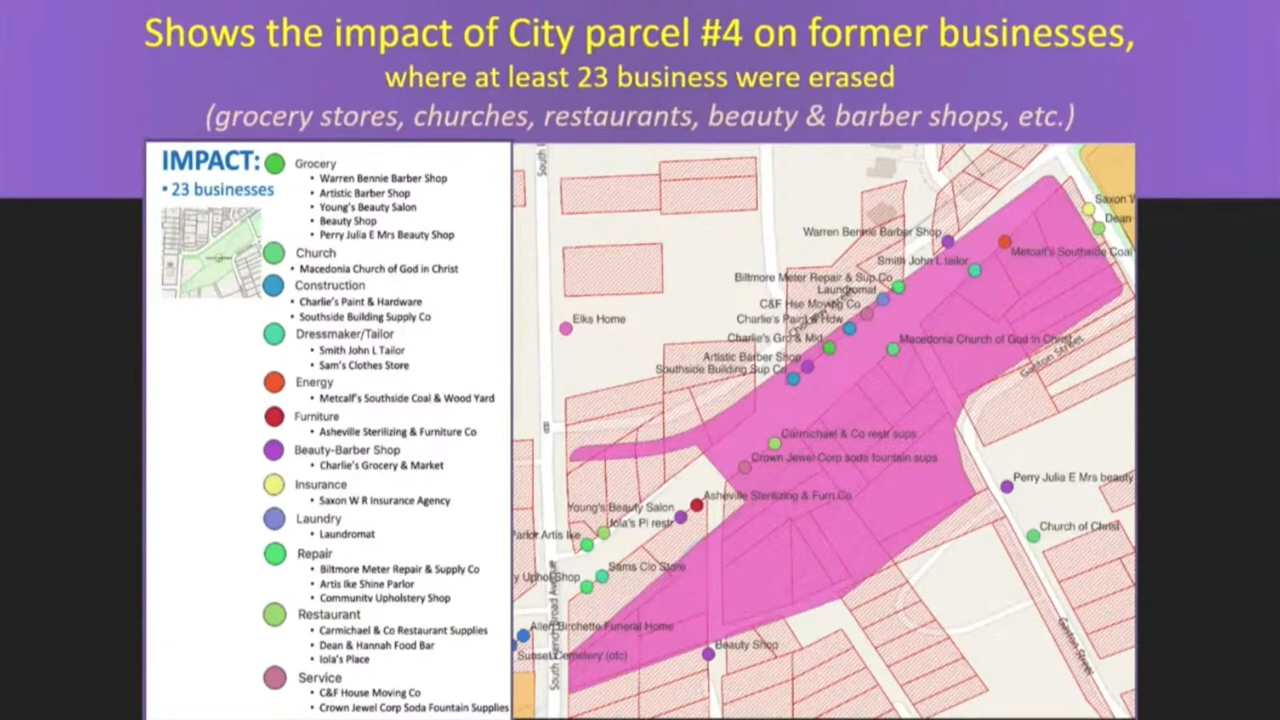 Shows the impact of City parcel #4 on former businesses,
where at least 23 business were erased
(grocery stores, churches, restaurants, beauty & barber shops, etc.)
IMPACT:
• 23 businesses
Grocery
• Warren Bennie Barber Shop
• Artistic Barber Shop
• Young's Beauty Salon
• Beauty Shop
• Perry Julia E Mrs Beauty Shop
Church
• Macedonia Church of God in Christ
Construction
• Charlie's Paint & Hardware
• Southside Building Supply Co
Dressmaker/Tailor
• Smith John L Tailor
• Sam's Clothes Store
Energy
• Metcalf's Southside Coal & Wood Yard
Furniture
• Asheville Sterilizing & Furniture Co
Beauty-Barber Shop
• Charlie's Grocery & Market
Insurance
• Saxon W R Insurance Agency
Laundry
• Laundromat
Repair
• Biltmore Meter Repair & Supply Co
• Artis Ike Shine Parlor
• Community Upholstery Shop
Restaurant
• Carmichael & Co Restaurant Supplies
• Dean & Hannah Food Bar
• Iola's Place
Service
• C&F House Moving Co
• Crown Jewel Corp Soda Fountain Supplies
South
Saxon W
Dean
Warren Bennie Barber Shop
Metcalf's Southside Coal
Smith John L tailor
Biltmore Meter Repair & Sup Co
Laundromat
C&F Hse Moving Co
Elks Home
Charlie's Paint & Hdw
Charlie's Gro & Mkt
Macedonia Church of God in Christ
Gaston Street
Artistic Barber Shop
Southside Building Sup Co
Carmichael & Co restr sups
Crown Jewel Corp soda fountain sups
Perry Julia E Mrs beauty
Asheville Sterilizing & Furn Co
Young's Beauty Salon
Iola's Pl restr
Parlor Artis Ike
Church of Christ
Sams Clo Store
y Uphol Shop
South French Broad Avenue
Allen Birchette Funeral Home
Sunset Cemetery (ofc)
Beauty Shop
Gaston Street